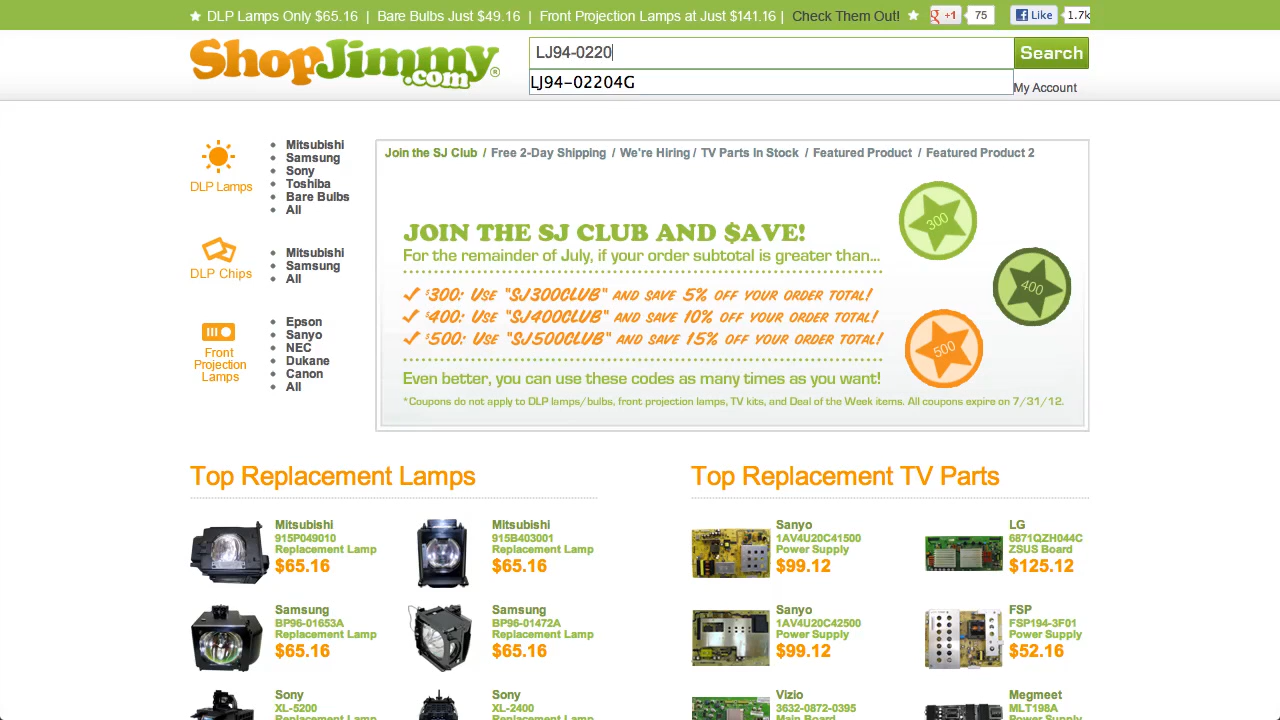 DLP Lamps Only $65.16 | Bare Bulbs Just $49.16 | Front Projection Lamps at Just $141.16 | Check Them Out!
+1 75
Like 1.7k
ShopJimmy.com®
LJ94-0220
Search
LJ94-02204G
My Account
DLP Lamps
Mitsubishi
Samsung
Sony
Toshiba
Bare Bulbs
All
DLP Chips
Mitsubishi
Samsung
All
Front
Projection
Lamps
Epson
Sanyo
NEC
Dukane
Canon
All
Join the SJ Club / Free 2-Day Shipping / We're Hiring / TV Parts In Stock / Featured Product / Featured Product 2
JOIN THE SJ CLUB AND $AVE!
For the remainder of July, if your order subtotal is greater than...
$300: Use "SJ300CLUB" and save 5% off your order total!
$400: Use "SJ400CLUB" and save 10% off your order total!
$500: Use "SJ500CLUB" and save 15% off your order total!
Even better, you can use these codes as many times as you want!
*Coupons do not apply to DLP lamps/bulbs, front projection lamps, TV kits, and Deal of the Week items. All coupons expire on 7/31/12.
300
400
500
Top Replacement Lamps
Mitsubishi
915P049010
Replacement Lamp
$65.16
Mitsubishi
915B403001
Replacement Lamp
$65.16
Samsung
BP96-01653A
Replacement Lamp
$65.16
Samsung
BP96-01472A
Replacement Lamp
$65.16
Sony
XL-5200
Replacement Lamp
Sony
XL-2400
Replacement Lamp
Top Replacement TV Parts
Sanyo
1AV4U20C41500
Power Supply
$99.12
LG
6871QZH044C
ZSUS Board
$125.12
Sanyo
1AV4U20C42500
Power Supply
$99.12
FSP
FSP194-3F01
Power Supply
$52.16
Vizio
3632-0872-0395
Main Board
Megmeet
MLT198A
Power Supply